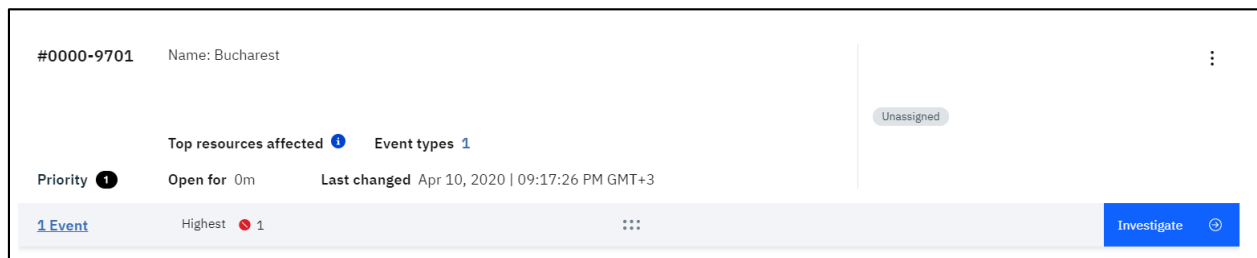 #0000-9701 Name: Bucharest
Unassigned
Top resources affected Event types 1
Priority 1 Open for 0m Last changed Apr 10, 2020 | 09:17:26 PM GMT+3
1 Event Highest 1 Investigate